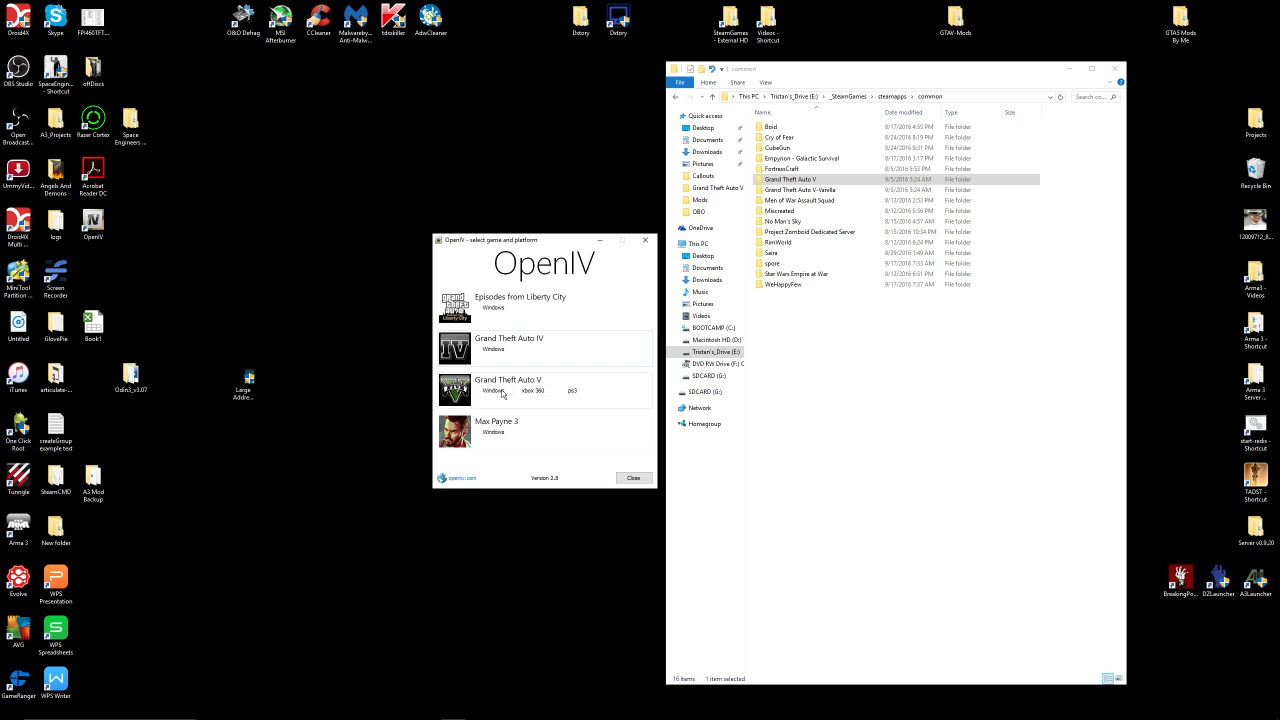 Droid4X
Skype
FPI460TFT...
O&O Defrag
MSI Afterburner
CCleaner
Malwareby... Anti-Malw...
tdsskiller
AdwCleaner
Dxtory
Dxtory
SteamGames - External HD
Videos - Shortcut
GTAV-Mods
GTA5 Mods By Me
OBS Studio
SpaceEngin... - Shortcut
offDocs
Open Broadcast...
A3_Projects
Razer Cortex
Space Engineers ...
UmmyVid...
Angels And Demons
Acrobat Reader DC
Droid4X Multi ...
logs
OpenIV
MiniTool Partition ...
Screen Recorder
Untitled
GlovePie
Book1
iTunes
articulate-...
Odin3_v3.07
Large Addre...
One Click Root
createGroup example text
Tunngle
SteamCMD
A3 Mod Backup
Arma 3
New folder
Evolve
WPS Presentation
AVG
WPS Spreadsheets
GameRanger
WPS Writer
OpenIV - select game and platform
OpenIV
Episodes from Liberty City
Windows
Grand Theft Auto IV
Windows
Grand Theft Auto V
Windows xbox 360 ps3
Max Payne 3
Windows
openiv.com
Version 2.8
Close
common
File Home Share View
This PC > Tristan's_Drive (E:) > _SteamGames > steamapps > common
Search co...
Name Date modified Type Size
Quick access
Desktop
Documents
Downloads
Pictures
Callouts
Grand Theft Auto V
Mods
OBO
OneDrive
This PC
Desktop
Documents
Downloads
Music
Pictures
Videos
BOOTCAMP (C:)
Macintosh HD (D:)
Tristan's_Drive (E:)
DVD RW Drive (F:) C
SDCARD (G:)
SDCARD (G:)
Network
Homegroup
Boid 8/17/2016 4:55 PM File folder
Cry of Fear 8/24/2016 8:19 PM File folder
CubeGun 8/24/2016 9:31 PM File folder
Empyrion - Galactic Survival 8/17/2016 3:17 PM File folder
FortressCraft 8/5/2016 5:53 PM File folder
Grand Theft Auto V 9/5/2016 5:24 AM File folder
Grand Theft Auto V-Vanilla 9/5/2016 5:24 AM File folder
Men of War Assault Squad 8/13/2016 2:53 PM File folder
Miscreated 8/12/2016 5:56 PM File folder
No Man's Sky 8/15/2016 4:57 AM File folder
Project Zomboid Dedicated Server 8/15/2016 10:34 PM File folder
RimWorld 8/12/2016 6:24 PM File folder
Saira 8/29/2016 1:49 AM File folder
spore 9/17/2016 7:33 AM File folder
Star Wars Empire at War 8/13/2016 6:51 PM File folder
WeHappyFew 9/17/2016 7:37 AM File folder
16 items 1 item selected
Projects
Recycle Bin
12009712_8...
Arma3 - Videos
Arma 3 - Shortcut
Arma 3 Server ...
start-redis - Shortcut
TADST - Shortcut
Server v0.9.20
BreakingPo...
DZLauncher
A3Launcher